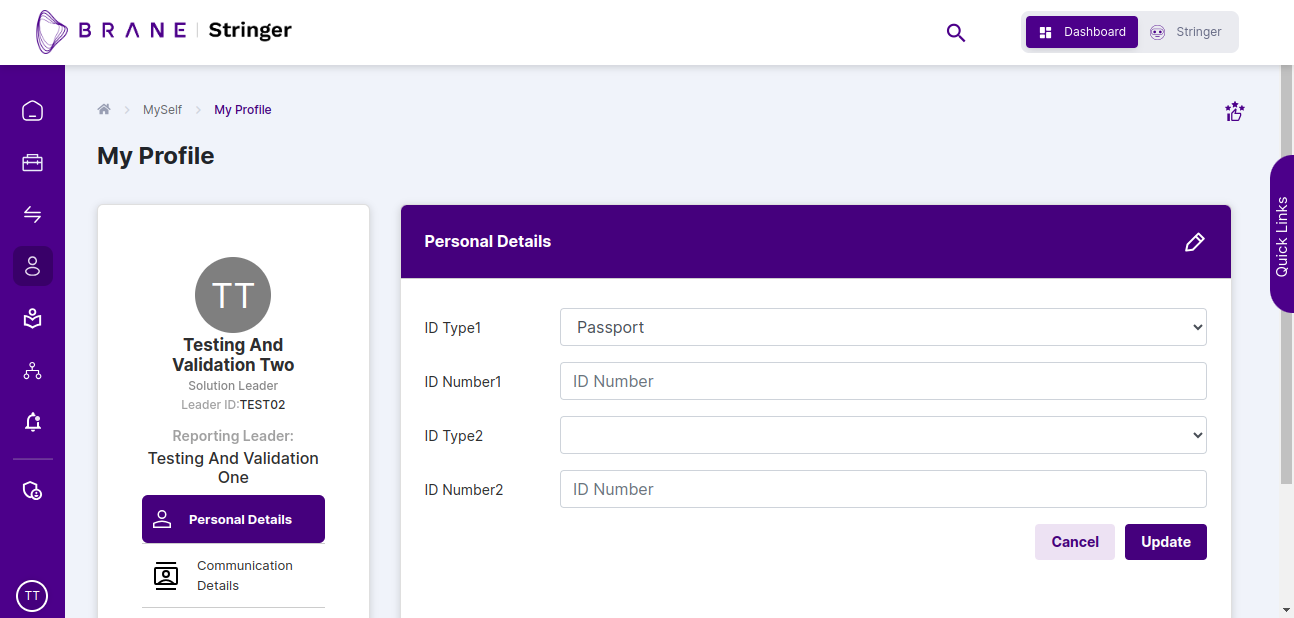 BRANE | Stringer
Dashboard
Stringer
MySelf
My Profile
My Profile
Quick Links
TT
Testing And
Validation Two
Solution Leader
Leader ID:TEST02
Reporting Leader:
Testing And Validation
One
Personal Details
Communication
Details
Personal Details
ID Type1
Passport
ID Number1
ID Number
ID Type2
ID Number2
ID Number
Cancel
Update
TT